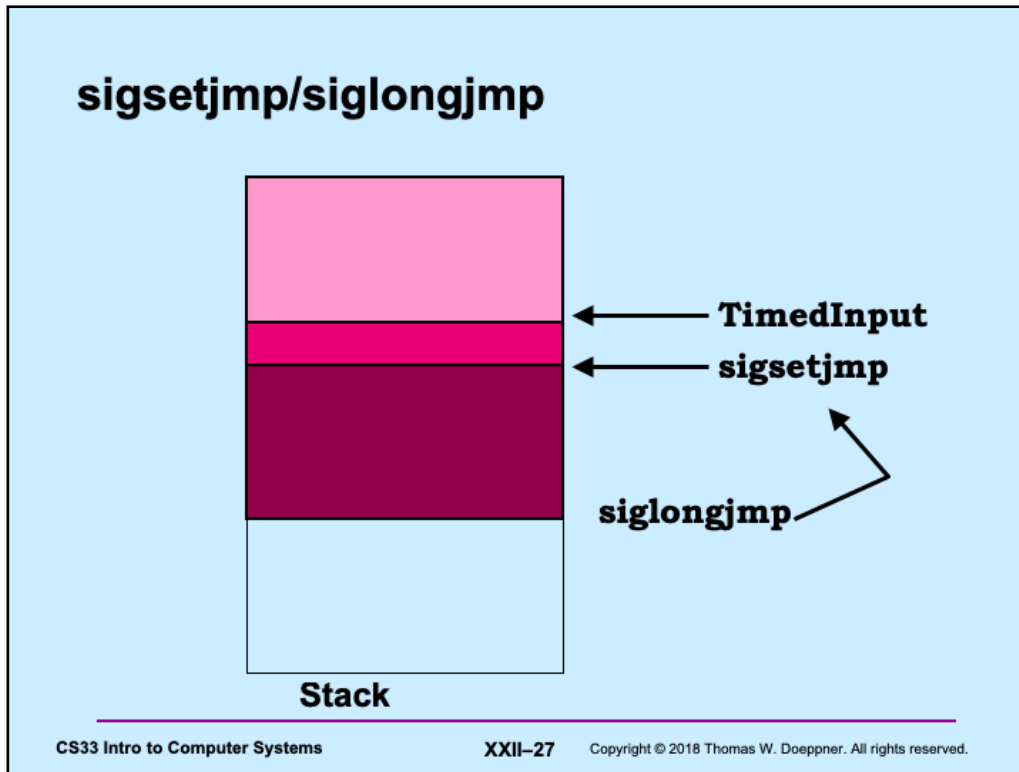 sigsetjmp/siglongjmp
TimedInput
sigsetjmp
siglongjmp
Stack
CS33 Intro to Computer Systems
XXII–27
Copyright © 2018 Thomas W. Doeppner. All rights reserved.